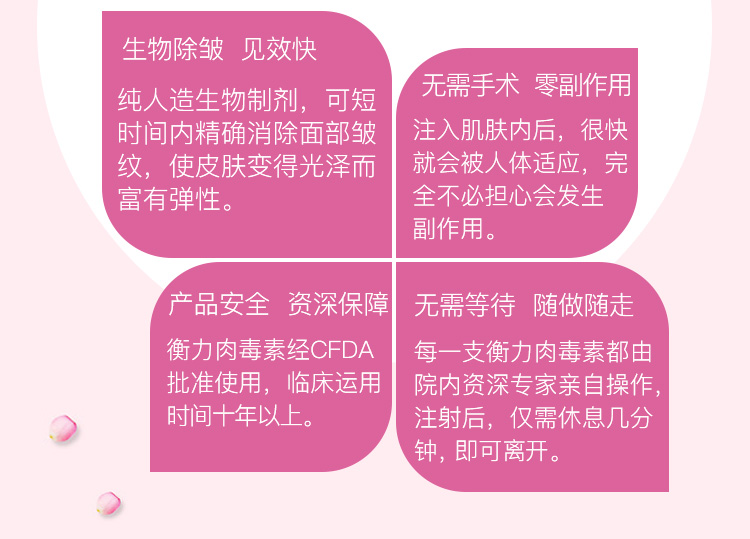 生物除皱 见效快
纯人造生物制剂，可短
时间内精确消除面部皱
纹，使皮肤变得光泽而
富有弹性。
无需手术 零副作用
注入肌肤内后，很快
就会被人体适应，完
全不必担心会发生
副作用。
产品安全 资深保障
衡力肉毒素经CFDA
批准使用，临床运用
时间十年以上。
无需等待 随做随走
每一支衡力肉毒素都由
院内资深专家亲自操作，
注射后，仅需休息几分
钟，即可离开。